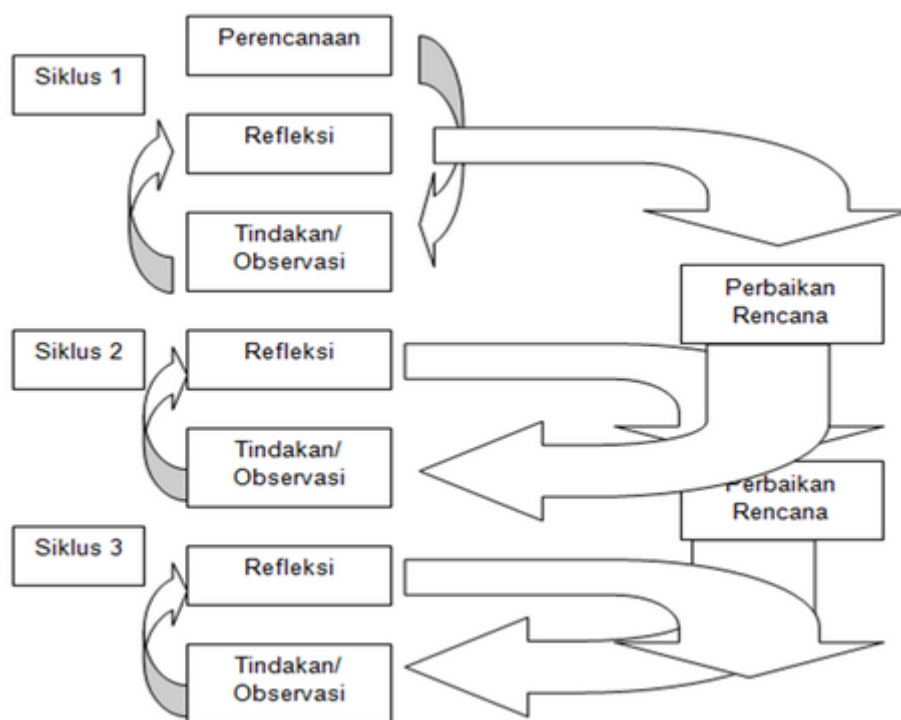 Perencanaan
Siklus 1
Refleksi
Tindakan/
Observasi
Perbaikan
Rencana
Siklus 2
Refleksi
Tindakan/
Observasi
Perbaikan
Rencana
Siklus 3
Refleksi
Tindakan/
Observasi